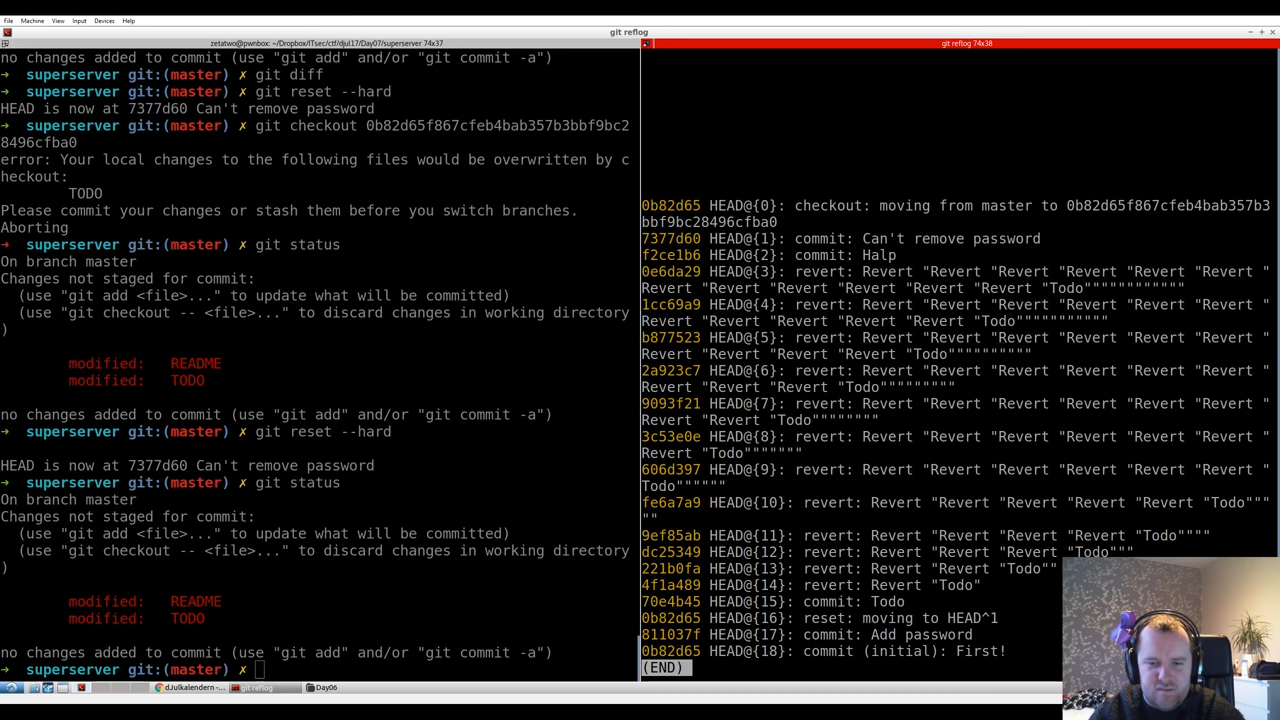 File Machine View Input Devices Help
git reflog
zetatwo@pwnbox: ~/Dropbox/ITsec/ctf/djul17/Day07/superserver 74x37
no changes added to commit (use "git add" and/or "git commit -a")
➜ superserver git:(master) ✗ git diff
➜ superserver git:(master) ✗ git reset --hard
HEAD is now at 7377d60 Can't remove password
➜ superserver git:(master) ✗ git checkout 0b82d65f867cfeb4bab357b3bbf9bc2
8496cfba0
error: Your local changes to the following files would be overwritten by c
heckout:
TODO
Please commit your changes or stash them before you switch branches.
Aborting
➜ superserver git:(master) ✗ git status
On branch master
Changes not staged for commit:
(use "git add <file>..." to update what will be committed)
(use "git checkout -- <file>..." to discard changes in working directory
)
modified: README
modified: TODO
no changes added to commit (use "git add" and/or "git commit -a")
➜ superserver git:(master) ✗ git reset --hard
HEAD is now at 7377d60 Can't remove password
➜ superserver git:(master) ✗ git status
On branch master
Changes not staged for commit:
(use "git add <file>..." to update what will be committed)
(use "git checkout -- <file>..." to discard changes in working directory
)
modified: README
modified: TODO
no changes added to commit (use "git add" and/or "git commit -a")
➜ superserver git:(master) ✗
git reflog 74x38
0b82d65 HEAD@{0}: checkout: moving from master to 0b82d65f867cfeb4bab357b3
bbf9bc28496cfba0
7377d60 HEAD@{1}: commit: Can't remove password
f2ce1b6 HEAD@{2}: commit: Halp
0e6da29 HEAD@{3}: revert: Revert "Revert "Revert "Revert "Revert "Revert "
Revert "Revert "Revert "Revert "Revert "Todo"""""""""""
1cc69a9 HEAD@{4}: revert: Revert "Revert "Revert "Revert "Revert "Revert "
Revert "Revert "Revert "Revert "Todo""""""""""
b877523 HEAD@{5}: revert: Revert "Revert "Revert "Revert "Revert "Revert "
Revert "Revert "Revert "Todo""""""""""
2a923c7 HEAD@{6}: revert: Revert "Revert "Revert "Revert "Revert "Revert "
Revert "Revert "Todo"""""""""
9093f21 HEAD@{7}: revert: Revert "Revert "Revert "Revert "Revert "Revert "
Revert "Revert "Todo""""""""
3c53e0e HEAD@{8}: revert: Revert "Revert "Revert "Revert "Revert "Revert "
Revert "Todo"""""""
606d397 HEAD@{9}: revert: Revert "Revert "Revert "Revert "Revert "Revert "
Todo""""""
fe6a7a9 HEAD@{10}: revert: Revert "Revert "Revert "Revert "Revert "Todo"""
""
9ef85ab HEAD@{11}: revert: Revert "Revert "Revert "Revert "Todo""""
dc25349 HEAD@{12}: revert: Revert "Revert "Revert "Todo"""
221b0fa HEAD@{13}: revert: Revert "Revert "Todo""
4f1a489 HEAD@{14}: revert: Revert "Todo"
70e4b45 HEAD@{15}: commit: Todo
0b82d65 HEAD@{16}: reset: moving to HEAD^1
811037f HEAD@{17}: commit: Add password
0b82d65 HEAD@{18}: commit (initial): First!
(END)
dJulkalendern -...
git reflog
Day06